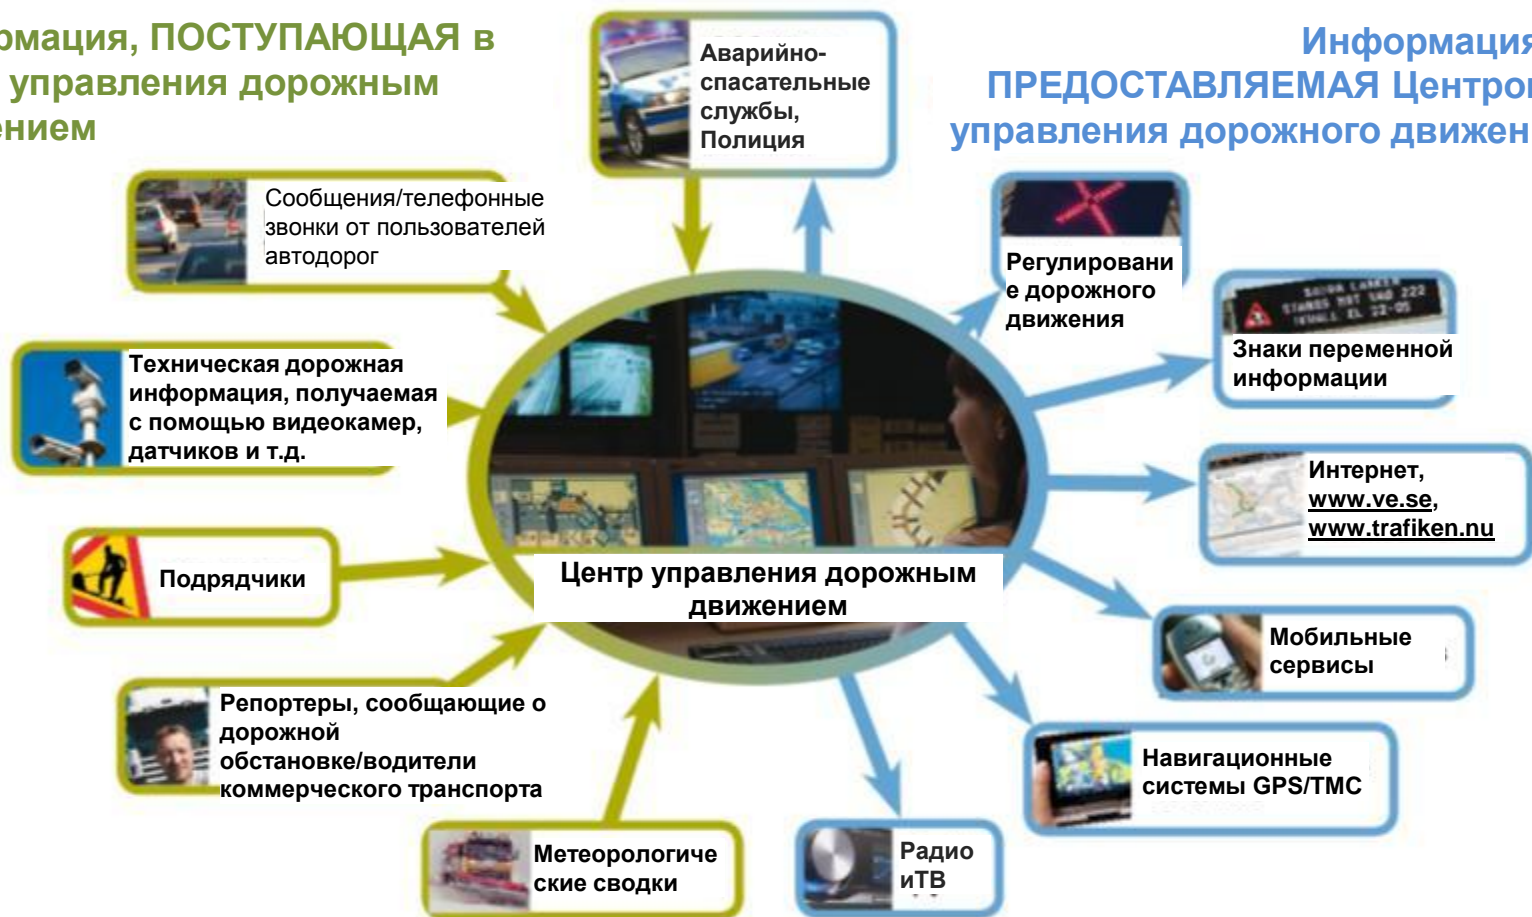 рмация, ПОСТУПАЮЩАЯ в
управления дорожным
ением
Аварийно-
спасательные
службы,
Полиция
Информация
ПРЕДОСТАВЛЯЕМАЯ Центром
управления дорожного движен
Сообщения/телефонные
звонки от пользователей
автодорог
Регулировани
е дорожного
движения
Знаки переменной
информации
Техническая дорожная
информация, получаемая
с помощью видеокамер,
датчиков и т.д.
Интернет,
www.ve.se,
www.trafiken.nu
Подрядчики
Центр управления дорожным
движением
Мобильные
сервисы
Репортеры, сообщающие о
дорожной
обстановке/водители
коммерческого транспорта
Навигационные
системы GPS/TMC
Метеорологиче
ские сводки
Радио
иТВ